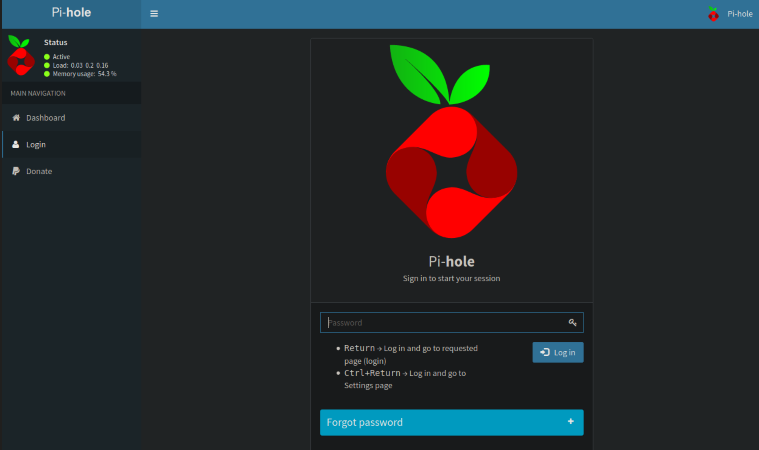 Pi-hole
Pi-hole
Status
Active
Load: 0.03 0.2 0.16
Memory usage: 54.3 %
MAIN NAVIGATION
Dashboard
Login
Donate
Pi-hole
Sign in to start your session
Password
Return → Log in and go to requested
page (login)
Ctrl+Return → Log in and go to
Settings page
Log in
Forgot password